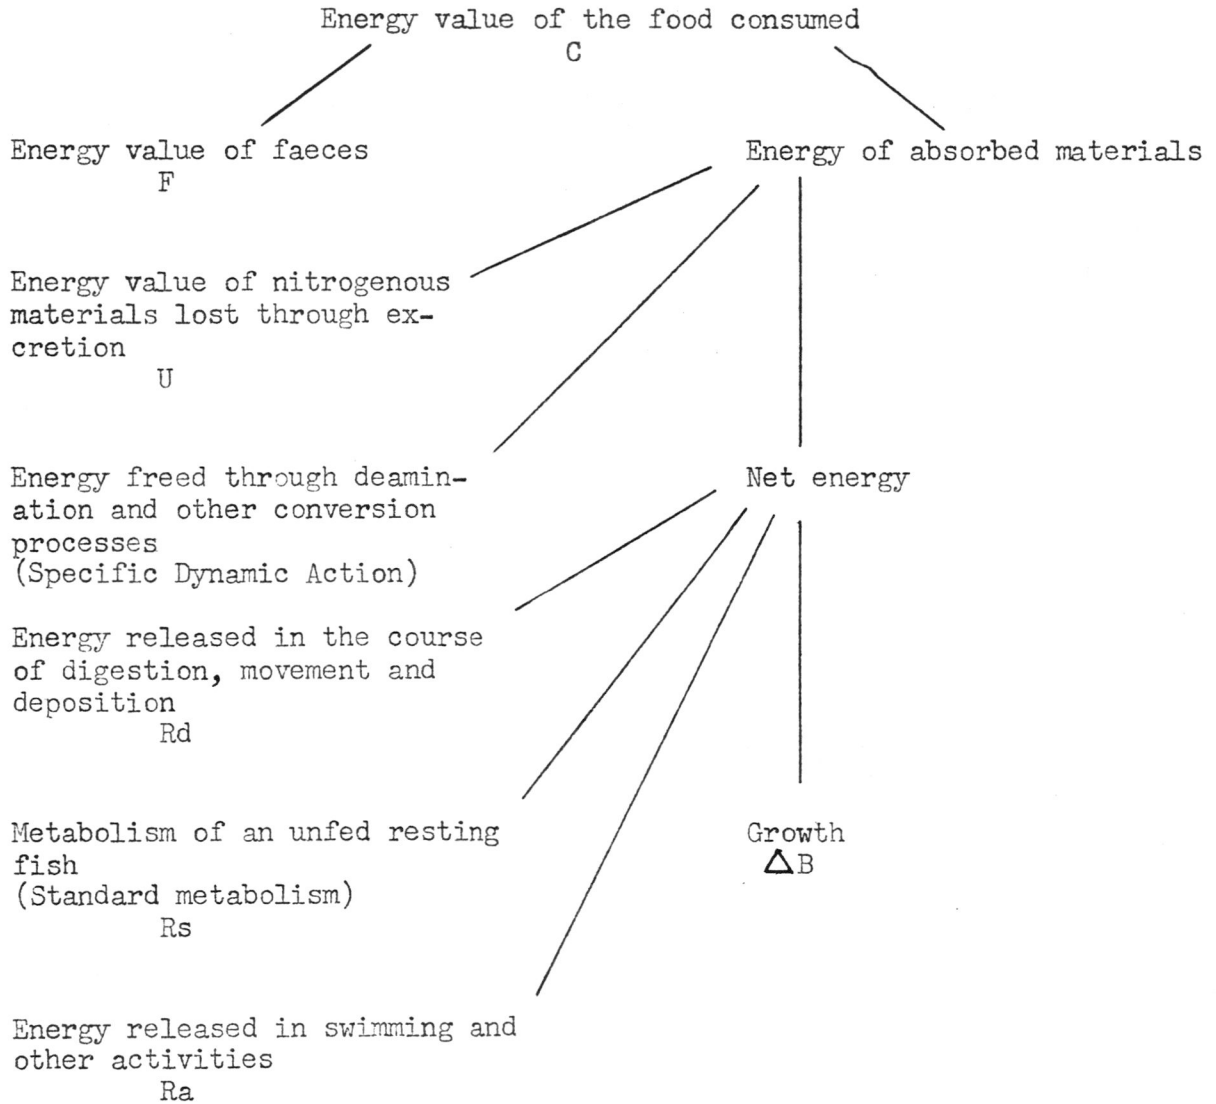 Energy value of the food consumed
C
Energy value of faeces
F
Energy of absorbed materials
Energy value of nitrogenous
materials lost through ex-
cretion
U
Energy freed through deamin-
ation and other conversion
processes
(Specific Dynamic Action)
Net energy
Energy released in the course
of digestion, movement and
deposition
Rd
Metabolism of an unfed resting
fish
(Standard metabolism)
Rs
Growth
△B
Energy released in swimming and
other activities
Ra